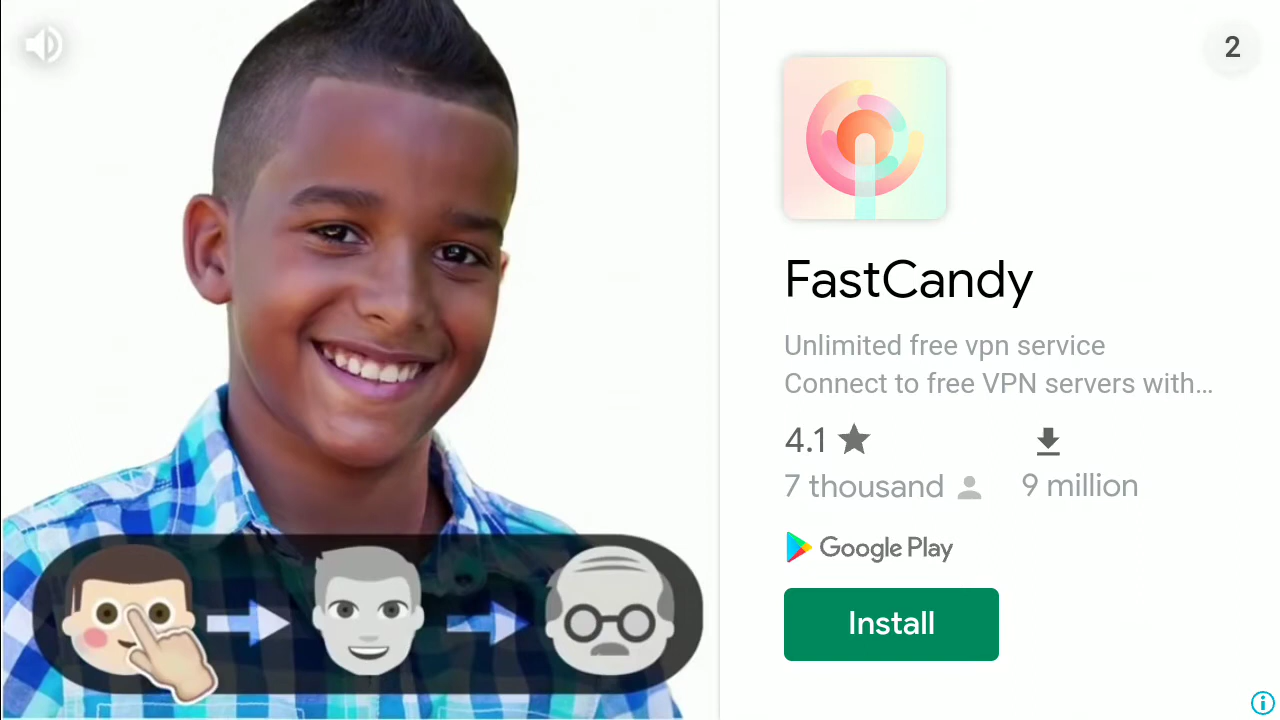 2
FastCandy
Unlimited free vpn service
Connect to free VPN servers with...
4.1
7 thousand
9 million
Google Play
Install